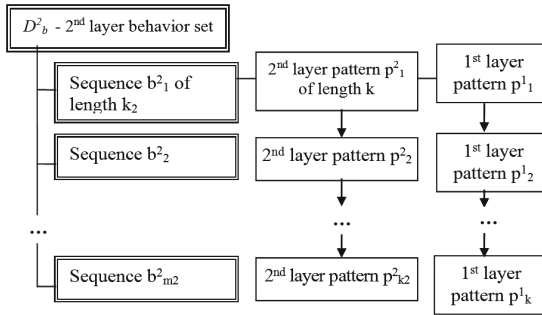 D²b - 2nd layer behavior set
Sequence b²1 of
length k2
2nd layer pattern p²1
of length k
1st layer
pattern p¹1
Sequence b²2
2nd layer pattern p²2
1st layer
pattern p¹2
...
...
...
Sequence b²m2
2nd layer pattern p²k2
1st layer
pattern p¹k